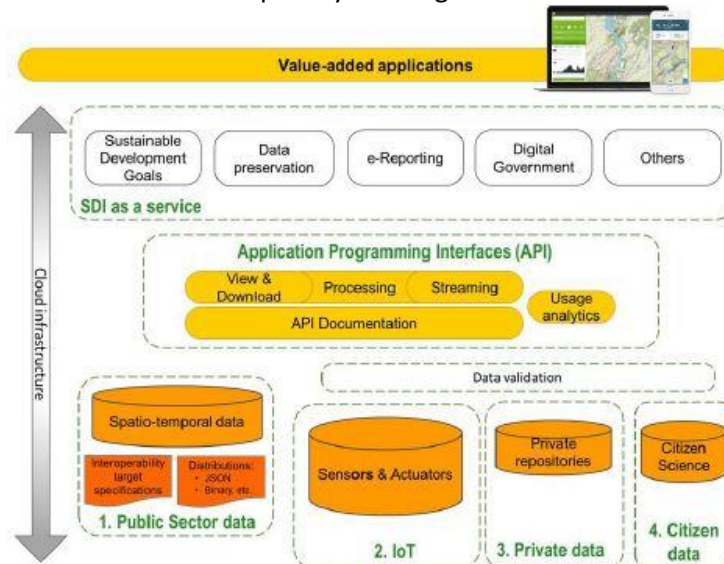 Value-added applications
Sustainable
Development
Goals
Data
preservation
e-Reporting
Digital
Government
Others
SDI as a service
Cloud infrastructure
Application Programming Interfaces (API)
View &
Download
Processing
Streaming
API Documentation
Usage
analytics
Data validation
Spatio-temporal data
Interoperability
target
specifications
Distributions:
• JSON
• Binary, etc.
1. Public Sector data
Sensors & Actuators
2. IoT
Private
repositories
3. Private data
Citizen
Science
4. Citizen
data